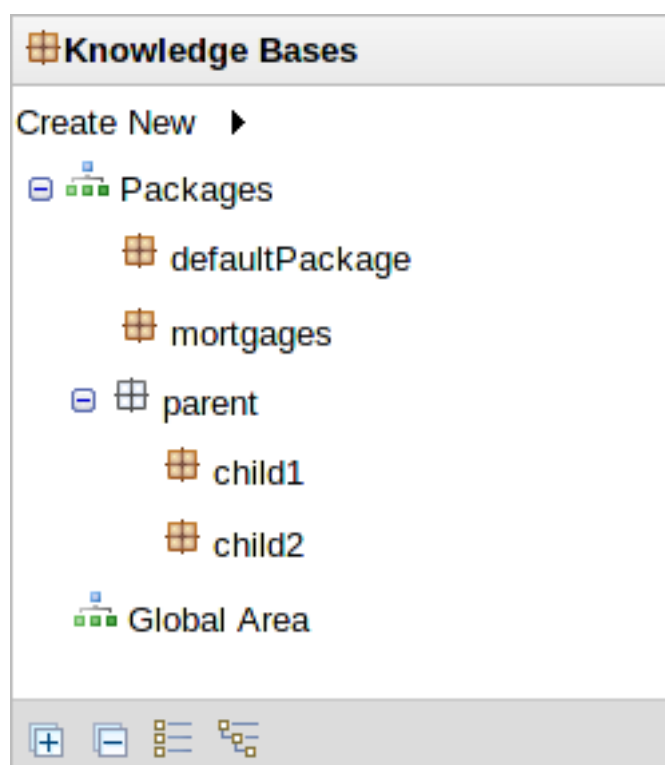 Knowledge Bases
Create New
Packages
defaultPackage
mortgages
parent
child1
child2
Global Area